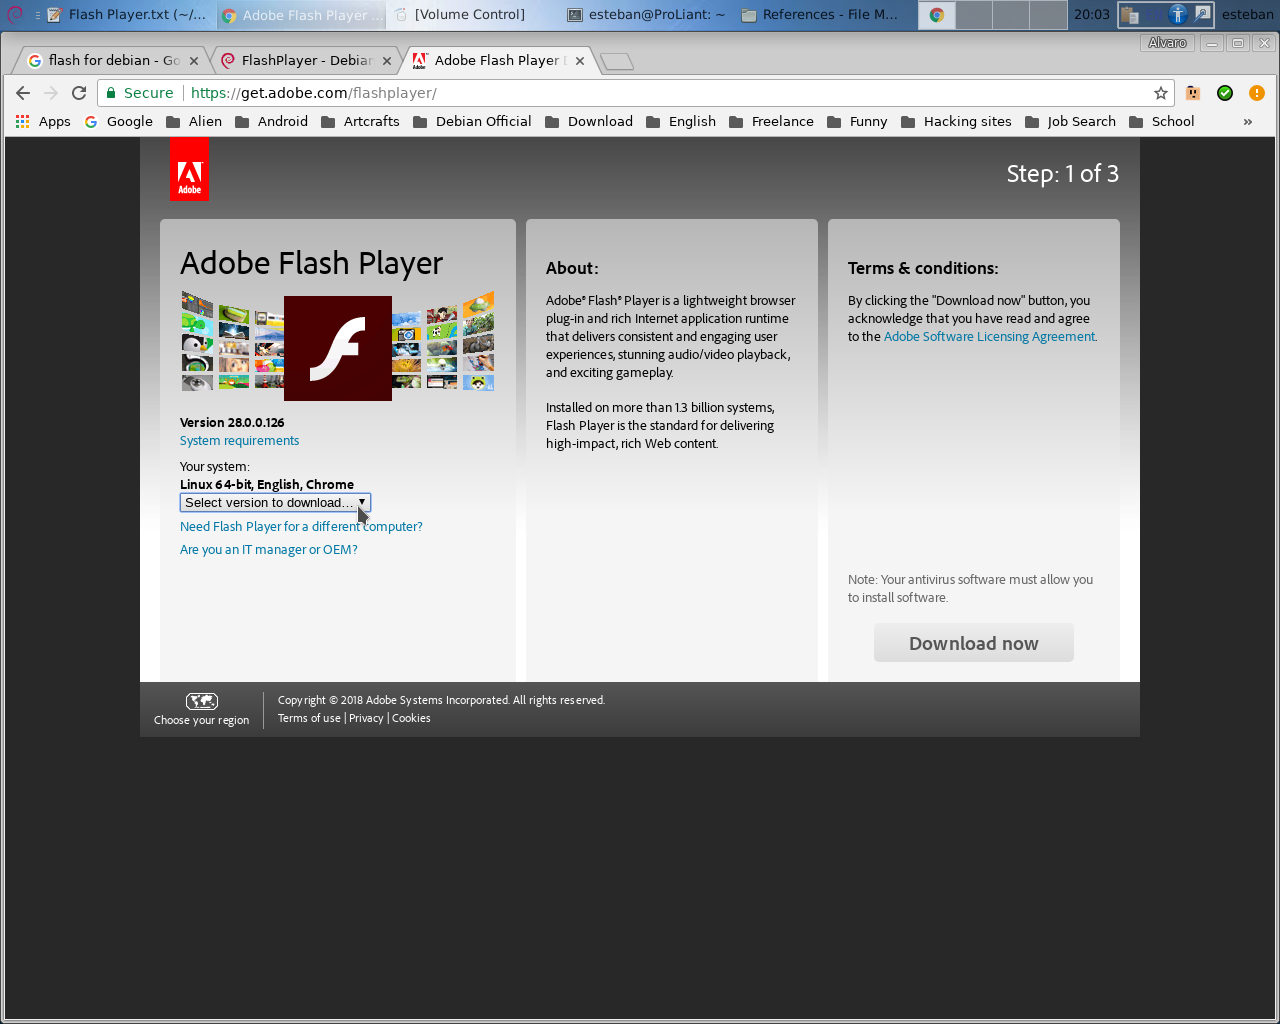 Flash Player.txt (~/...
Adobe Flash Player ...
[Volume Control]
esteban@ProLiant: ~
References - File M...
20:03
esteban
Alvaro
flash for debian - Go
FlashPlayer - Debian
Adobe Flash Player D
Secure
https://get.adobe.com/flashplayer/
Apps
Google
Alien
Android
Artcrafts
Debian Official
Download
English
Freelance
Funny
Hacking sites
Job Search
School
»
Adobe
Step: 1 of 3
Adobe Flash Player
Version 28.0.0.126
System requirements
Your system:
Linux 64-bit, English, Chrome
Select version to download...
Need Flash Player for a different computer?
Are you an IT manager or OEM?
About:
Adobe® Flash® Player is a lightweight browser
plug-in and rich Internet application runtime
that delivers consistent and engaging user
experiences, stunning audio/video playback,
and exciting gameplay.
Installed on more than 1.3 billion systems,
Flash Player is the standard for delivering
high-impact, rich Web content.
Terms & conditions:
By clicking the "Download now" button, you
acknowledge that you have read and agree
to the Adobe Software Licensing Agreement.
Note: Your antivirus software must allow you
to install software.
Download now
Choose your region
Copyright © 2018 Adobe Systems Incorporated. All rights reserved.
Terms of use | Privacy | Cookies